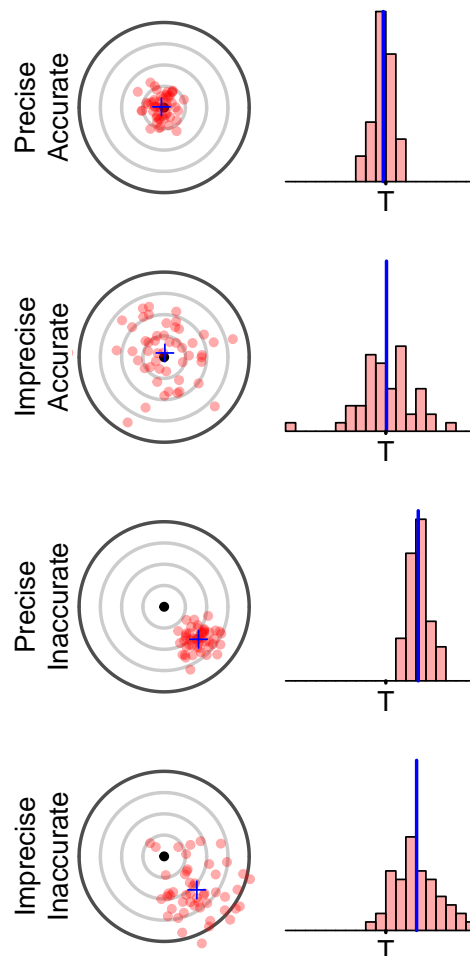 Precise
Accurate
T
Imprecise
Accurate
T
Precise
Inaccurate
T
Imprecise
Inaccurate
T